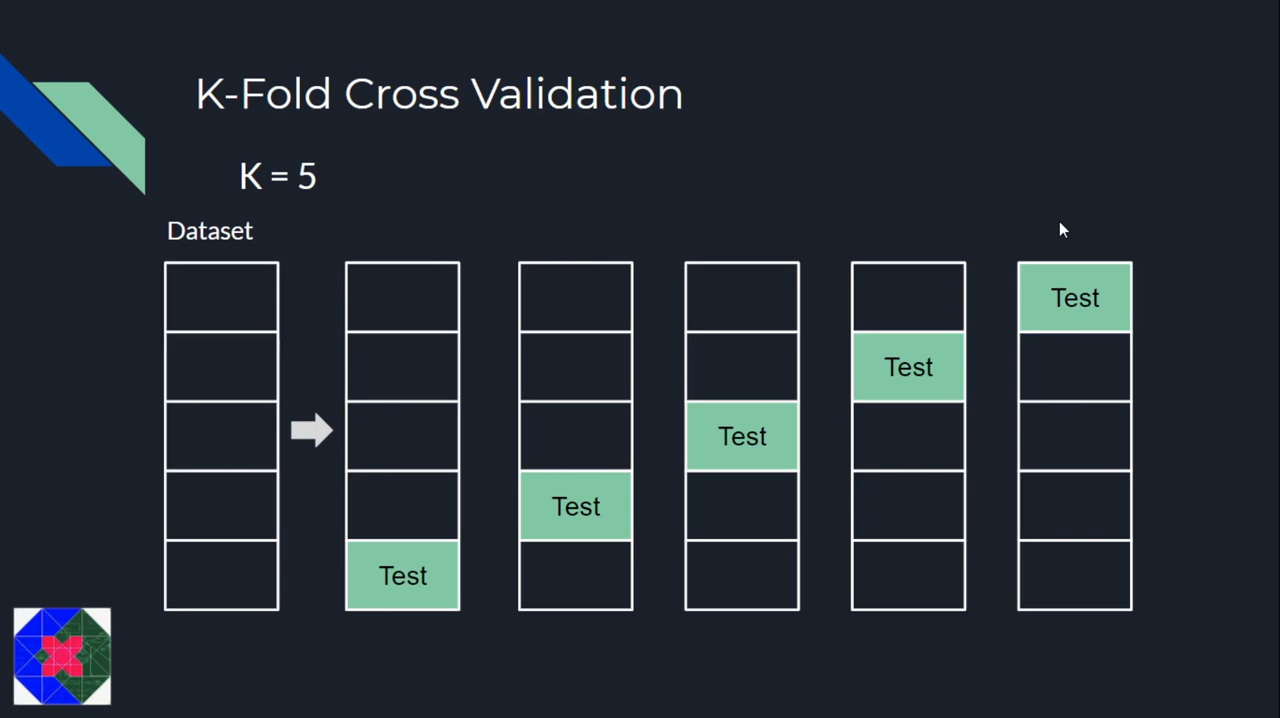 K-Fold Cross Validation
K = 5
Dataset
Test
Test
Test
Test
Test